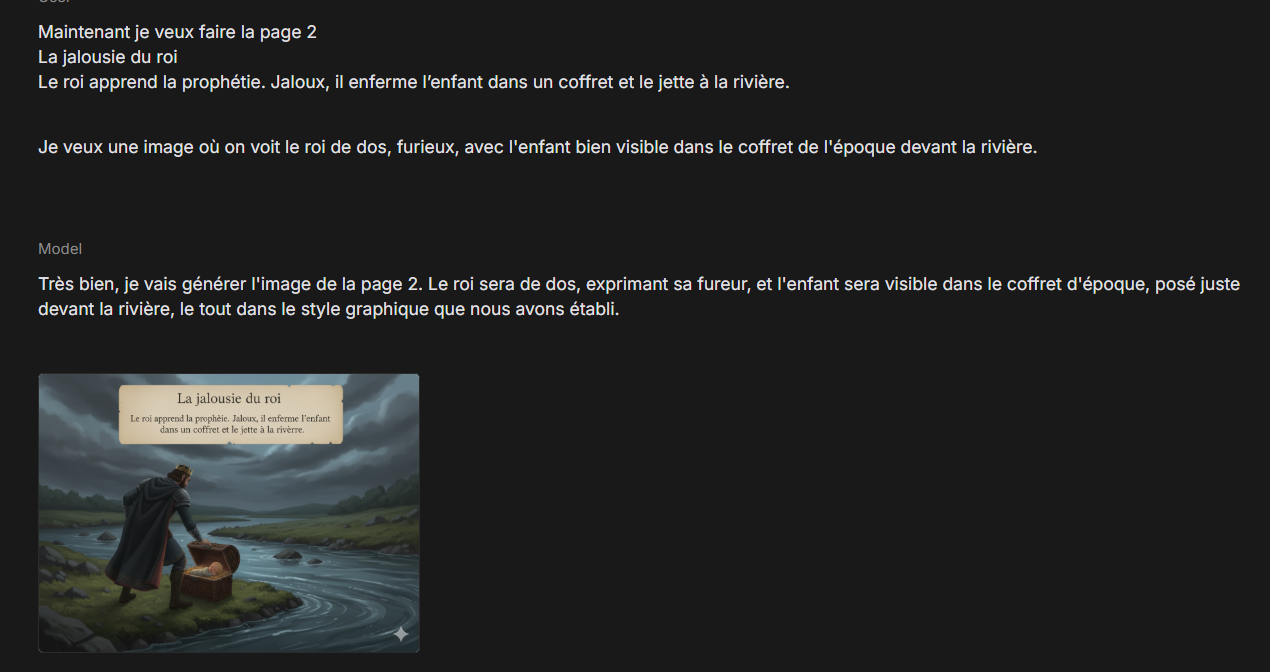 Maintenant je veux faire la page 2
La jalousie du roi
Le roi apprend la prophétie. Jaloux, il enferme l’enfant dans un coffret et le jette à la rivière.
Je veux une image où on voit le roi de dos, furieux, avec l'enfant bien visible dans le coffret de l'époque devant la rivière.
Model
Très bien, je vais générer l'image de la page 2. Le roi sera de dos, exprimant sa fureur, et l'enfant sera visible dans le coffret d'époque, posé juste
devant la rivière, le tout dans le style graphique que nous avons établi.
La jalousie du roi
Le roi apprend la prophèie. Jaloux, il enferme l'enfant
dans un coffret et le jette à la rivèrre.